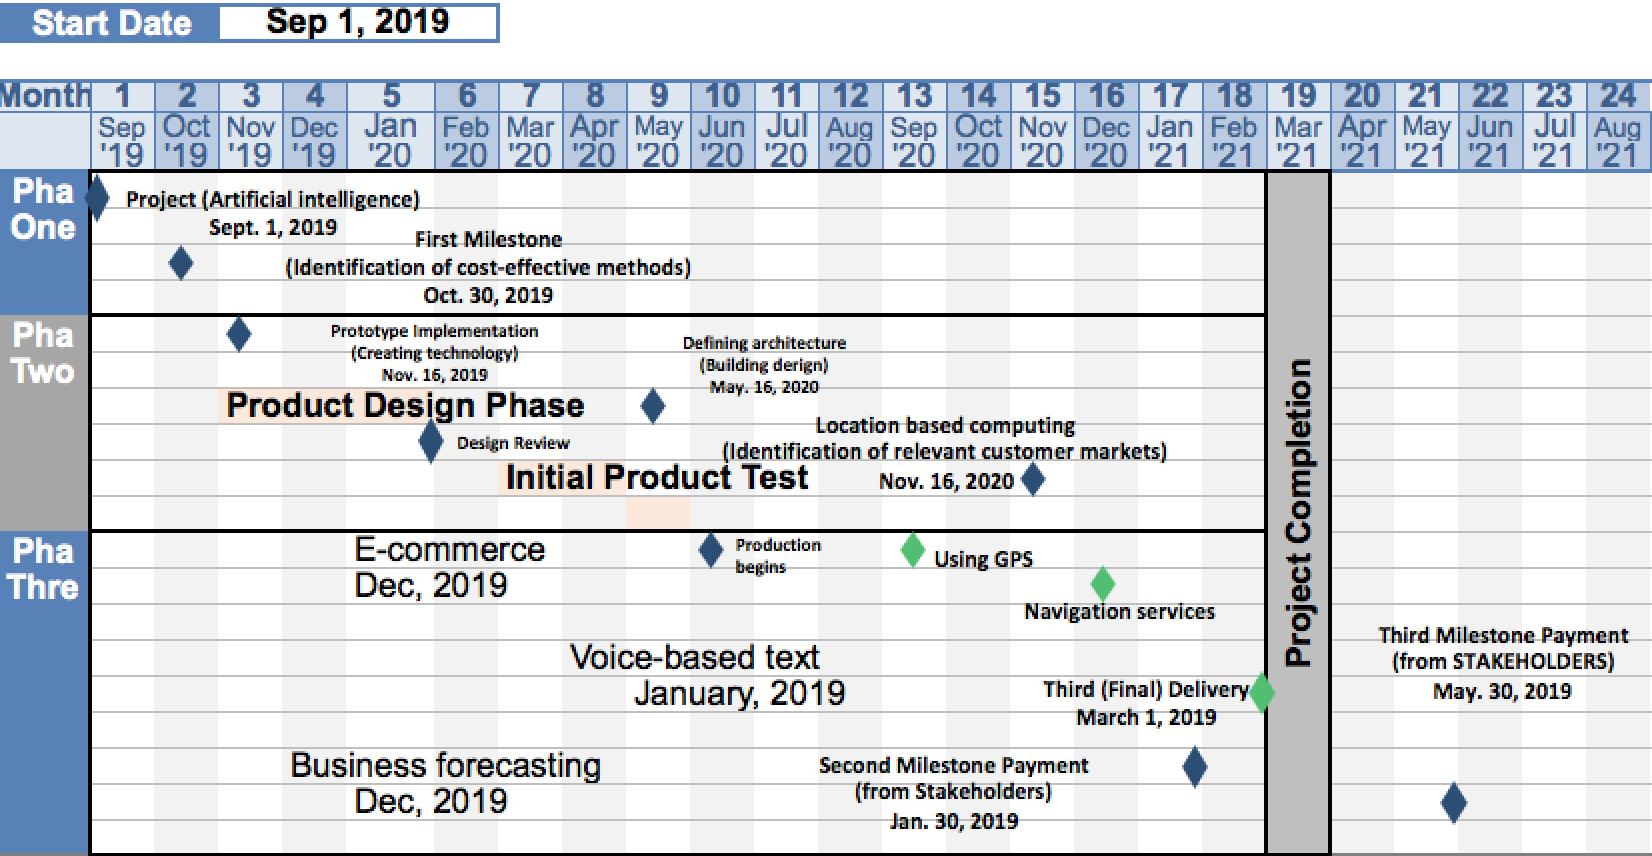 Start Date Sep 1, 2019
Month 1 2 3 4 5 6 7 8 9 10 11 12 13 14 15 16 17 18 19 20 21 22 23 24
Sep '19 Oct '19 Nov '19 Dec '19 Jan '20 Feb '20 Mar '20 Apr '20 May '20 Jun '20 Jul '20 Aug '20 Sep '20 Oct '20 Nov '20 Dec '20 Jan '21 Feb '21 Mar '21 Apr '21 May '21 Jun '21 Jul '21 Aug '21
Pha
One
Project (Artificial intelligence)
Sept. 1, 2019
First Milestone
(Identification of cost-effective methods)
Oct. 30, 2019
Pha
Two
Prototype Implementation
(Creating technology)
Nov. 16, 2019
Defining architecture
(Building design)
May. 16, 2020
Product Design Phase
Design Review
Location based computing
(Identification of relevant customer markets)
Nov. 16, 2020
Initial Product Test
Project Completion
Pha
Thre
E-commerce
Dec, 2019
Production
begins
Using GPS
Navigation services
Voice-based text
January, 2019
Third (Final) Delivery
March 1, 2019
Third Milestone Payment
(from STAKEHOLDERS)
May. 30, 2019
Business forecasting
Dec, 2019
Second Milestone Payment
(from Stakeholders)
Jan. 30, 2019